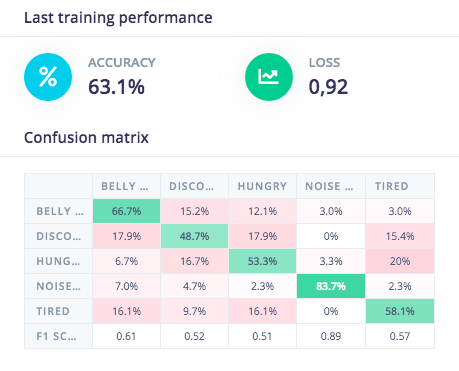 Last training performance
ACCURACY
63.1%
LOSS
0,92
Confusion matrix
BELLY ... DISCO... HUNGRY NOISE ... TIRED
BELLY ... 66.7% 15.2% 12.1% 3.0% 3.0%
DISCO... 17.9% 48.7% 17.9% 0% 15.4%
HUNG... 6.7% 16.7% 53.3% 3.3% 20%
NOISE... 7.0% 4.7% 2.3% 83.7% 2.3%
TIRED 16.1% 9.7% 16.1% 0% 58.1%
F1 SC... 0.61 0.52 0.51 0.89 0.57